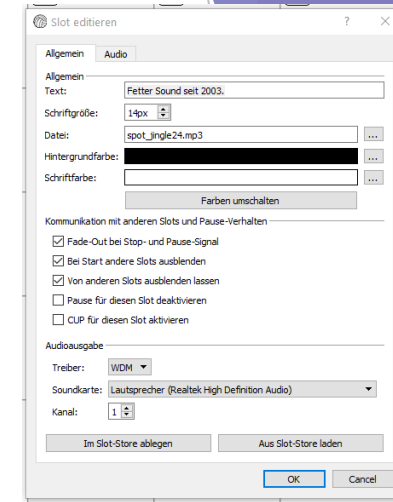 Slot editieren ?
Allgemein Audio
Allgemein
Text: Fetter Sound seit 2003.
Schriftgröße: 14px
Datei: spot_jingle24.mp3 ...
Hintergrundfarbe: ...
Schriftfarbe: ...
Farben umschalten
Kommunikation mit anderen Slots und Pause-Verhalten
Fade-Out bei Stop- und Pause-Signal
Bei Start andere Slots ausblenden
Von anderen Slots ausblenden lassen
Pause für diesen Slot deaktivieren
CUP für diesen Slot aktivieren
Audioausgabe
Treiber: WDM
Soundkarte: Lautsprecher (Realtek High Definition Audio)
Kanal: 1
Im Slot-Store ablegen Aus Slot-Store laden
OK Cancel